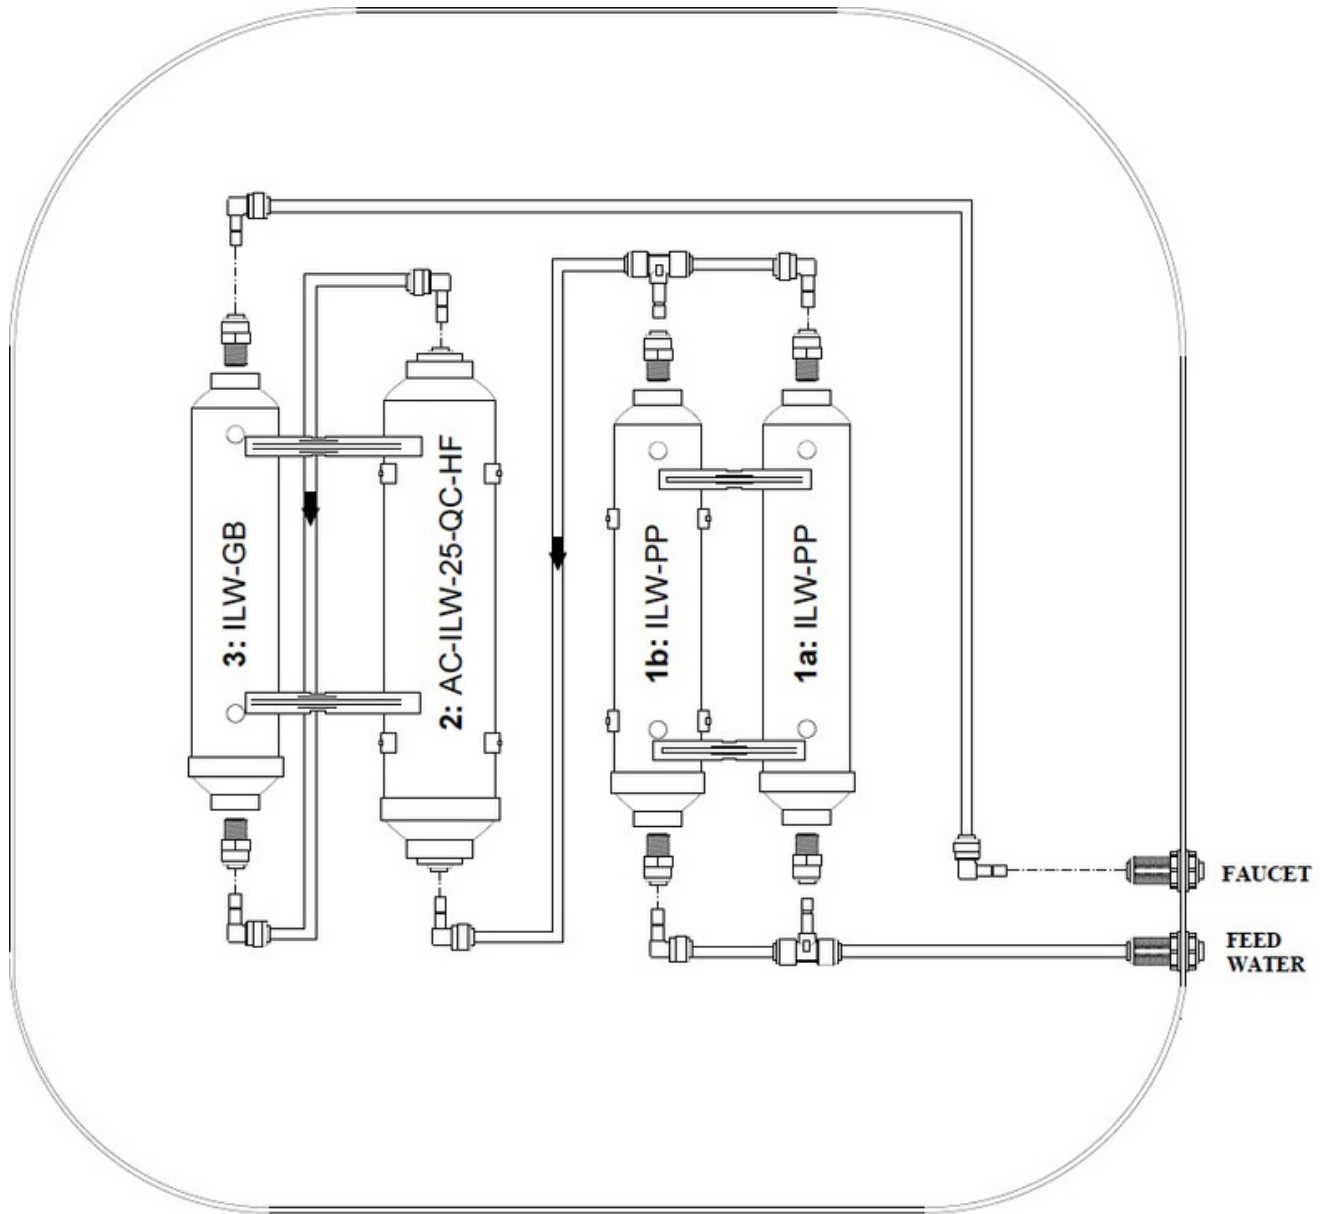 3: ILW-GB
2: AC-ILW-25-QC-HF
1b: ILW-PP
1a: ILW-PP
FAUCET
FEED
WATER